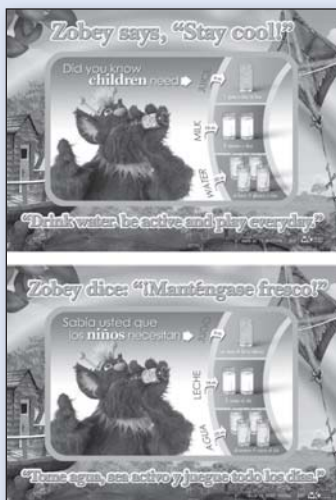 Zobey says, “Stay cool!”
Did you know
children need
JUICE
MILK
WATER
“Drink water, be active and play everyday.”
Zobey dice: “!Manténgase fresco!”
Sabía usted que
los niños necesitan
JUGO
LECHE
AGUA
“Tome agua, sea activo y juegue todo los días.”